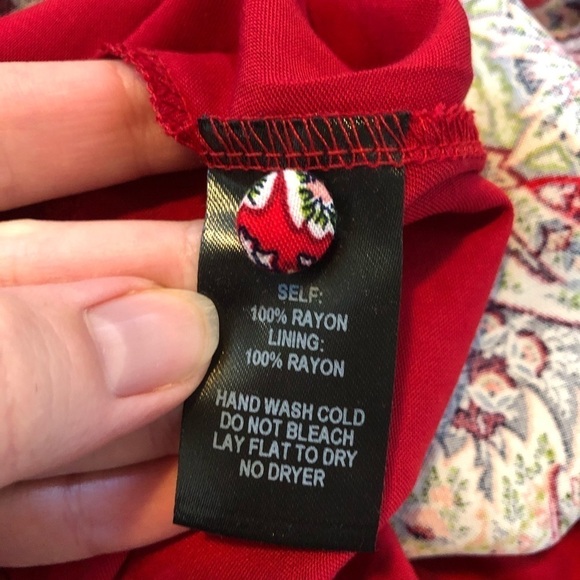 SELF:
100% RAYON
LINING:
100% RAYON
HAND WASH COLD
DO NOT BLEACH
LAY FLAT TO DRY
NO DRYER